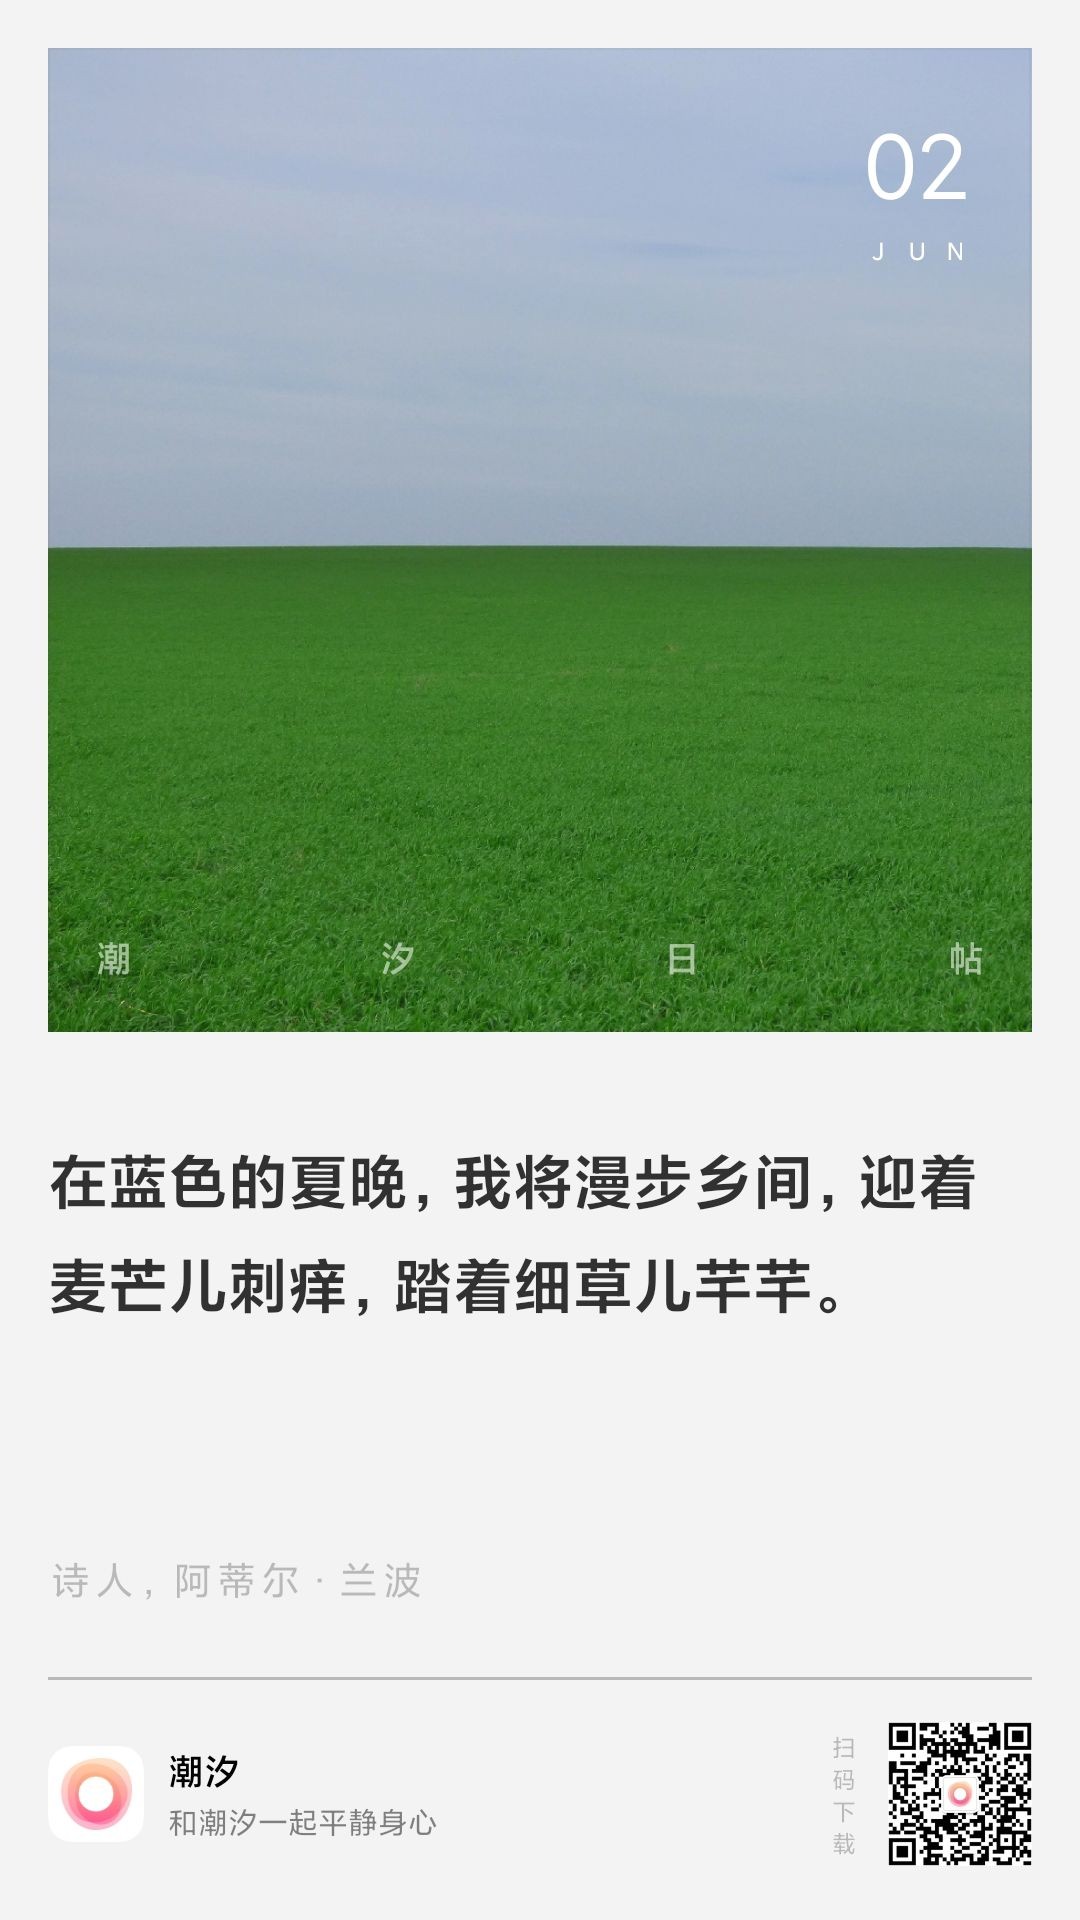 02
JUN
潮汐日帖
在蓝色的夏晚，我将漫步乡间，迎着
麦芒儿刺痒，踏着细草儿芊芊。
诗人，阿蒂尔·兰波
潮汐
和潮汐一起平静身心
扫码下载